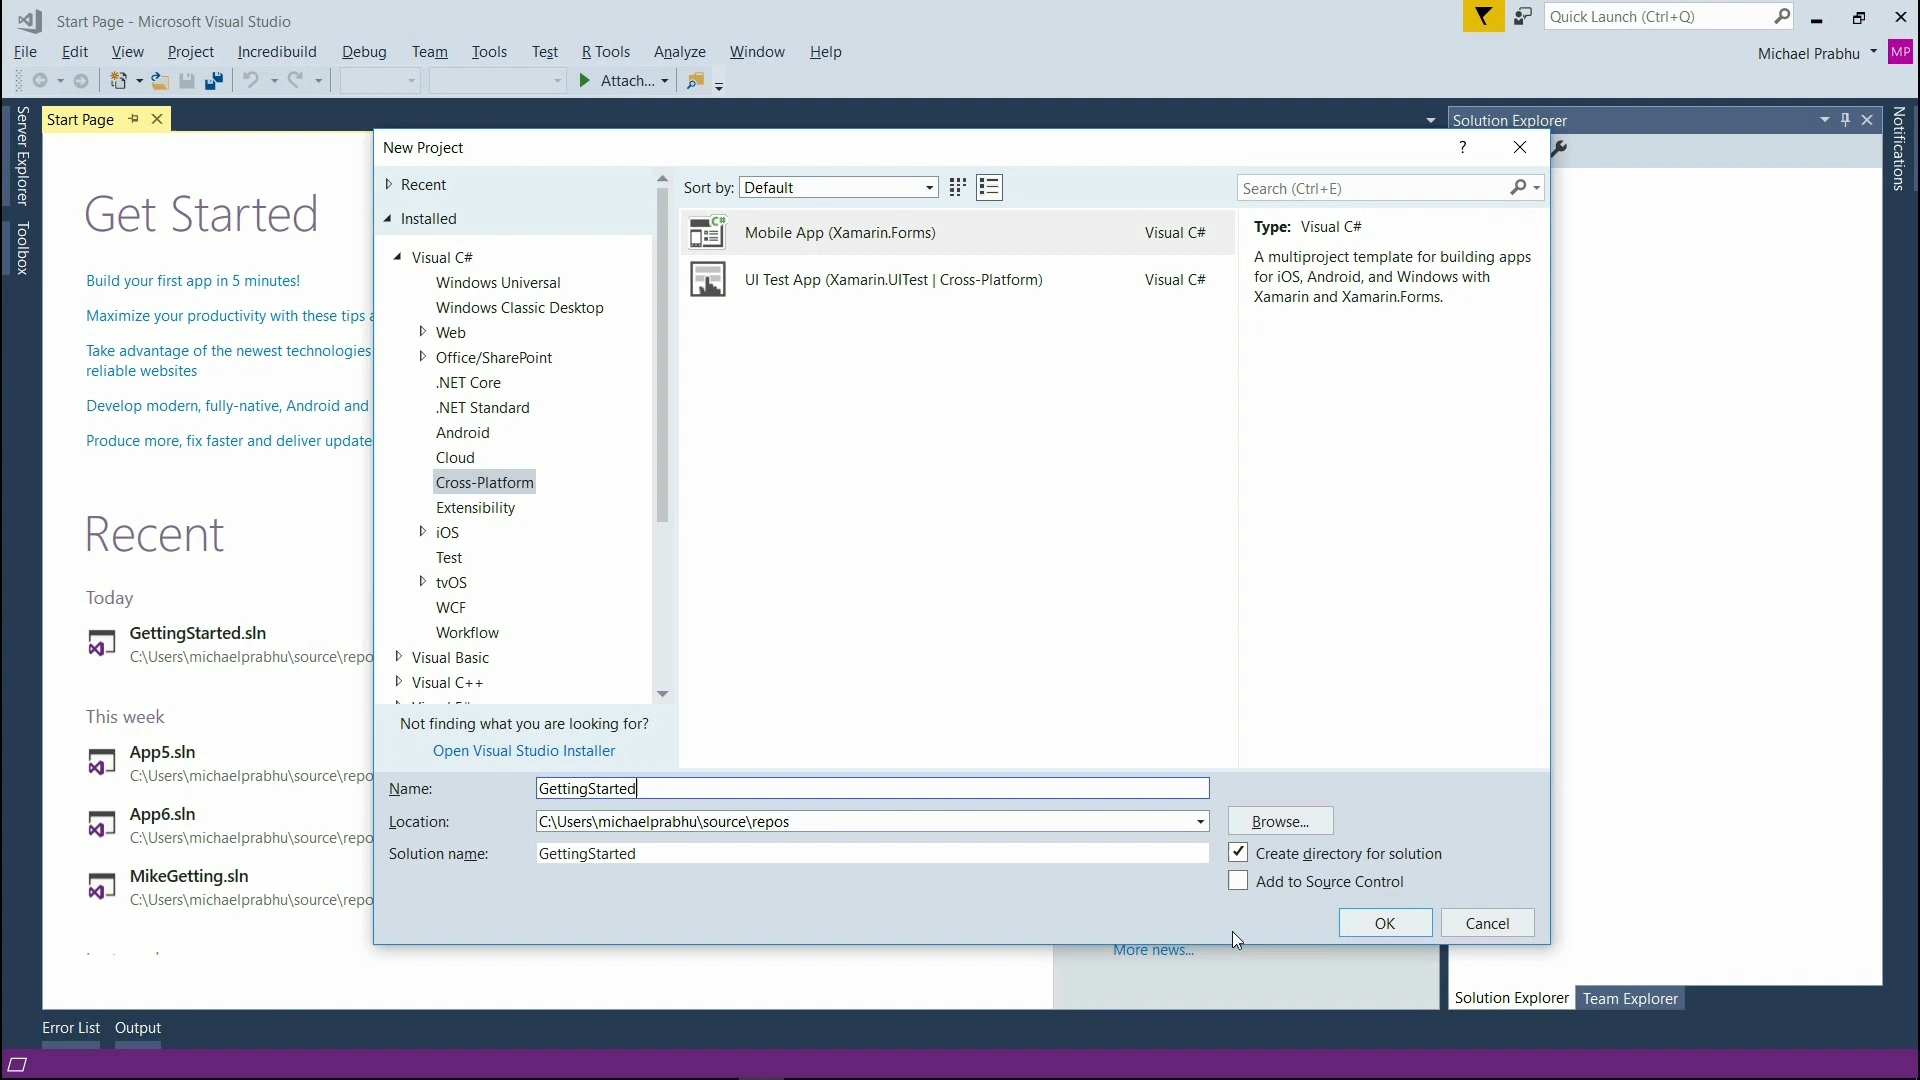 Start Page - Microsoft Visual Studio
Quick Launch (Ctrl+Q)
File Edit View Project Incredibuild Debug Team Tools Test R Tools Analyze Window Help
Michael Prabhu MP
Attach...
Server Explorer
Toolbox
Start Page
Solution Explorer
Notifications
Get Started
Build your first app in 5 minutes!
Maximize your productivity with these tips
Take advantage of the newest technologies
reliable websites
Develop modern, fully-native, Android and
Produce more, fix faster and deliver update
Recent
Today
GettingStarted.sln
C:\Users\michaelprabhu\source\repo
This week
App5.sln
C:\Users\michaelprabhu\source\repo
App6.sln
C:\Users\michaelprabhu\source\repo
MikeGetting.sln
C:\Users\michaelprabhu\source\repo
New Project
?
Recent
Installed
Visual C#
Windows Universal
Windows Classic Desktop
Web
Office/SharePoint
.NET Core
.NET Standard
Android
Cloud
Cross-Platform
Extensibility
iOS
Test
tvOS
WCF
Workflow
Visual Basic
Visual C++
Not finding what you are looking for?
Open Visual Studio Installer
Sort by: Default
Search (Ctrl+E)
C# Mobile App (Xamarin.Forms) Visual C#
UI Test App (Xamarin.UITest | Cross-Platform) Visual C#
Type: Visual C#
A multiproject template for building apps
for iOS, Android, and Windows with
Xamarin and Xamarin.Forms.
Name: GettingStarted
Location: C:\Users\michaelprabhu\source\repos
Browse...
Solution name: GettingStarted
Create directory for solution
Add to Source Control
OK Cancel
More news...
Solution Explorer Team Explorer
Error List Output